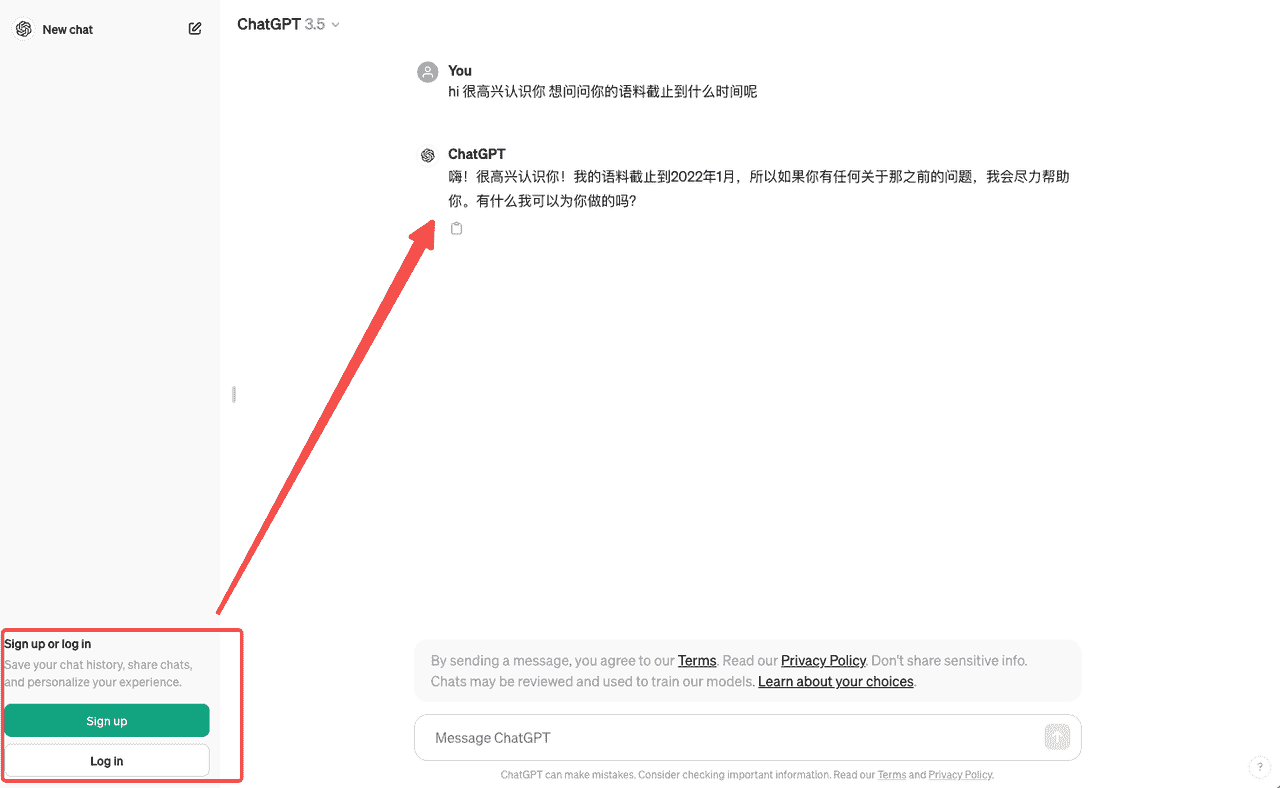 New chat
ChatGPT 3.5
You
hi 很高兴认识你 想问问你的语料截止到什么时间呢
ChatGPT
嗨！很高兴认识你！我的语料截止到2022年1月，所以如果你有任何关于那之前的问题，我会尽力帮助
你。有什么我可以为你做的吗？
Sign up or log in
Save your chat history, share chats,
and personalize your experience.
Sign up
Log in
By sending a message, you agree to our Terms. Read our Privacy Policy. Don't share sensitive info.
Chats may be reviewed and used to train our models. Learn about your choices.
Message ChatGPT
ChatGPT can make mistakes. Consider checking important information. Read our Terms and Privacy Policy.
?